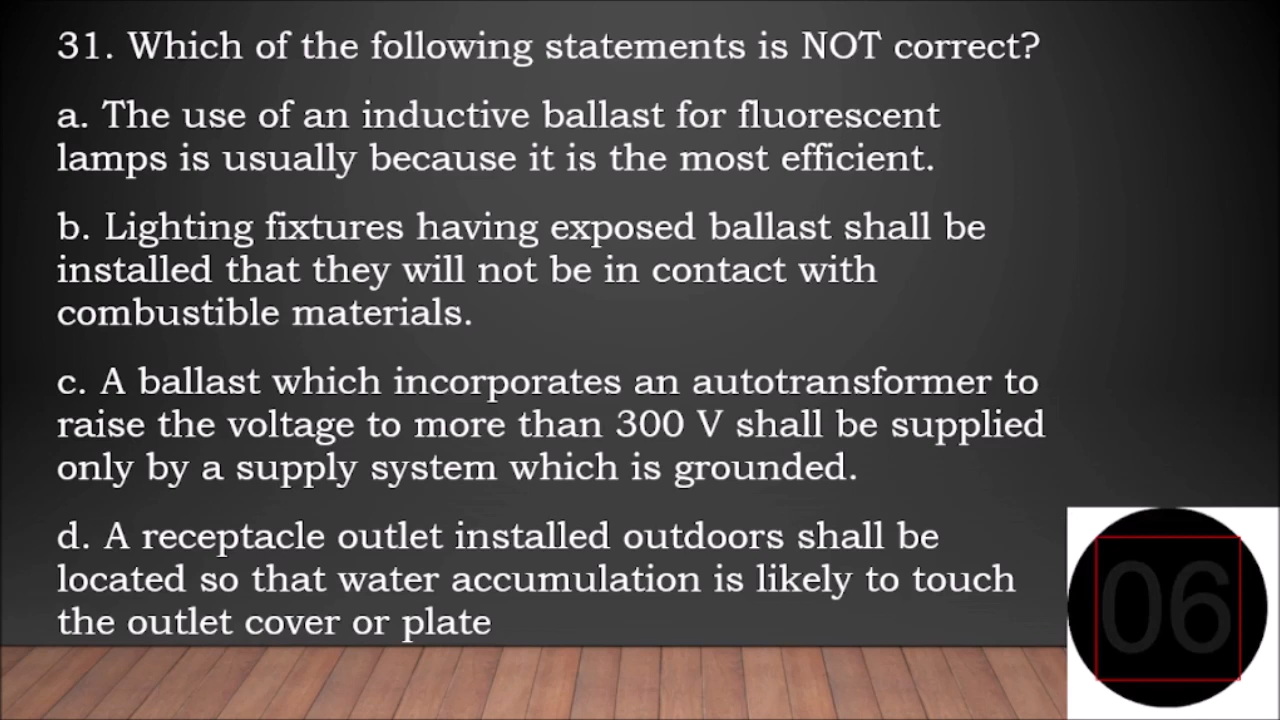 31. Which of the following statements is NOT correct?
a. The use of an inductive ballast for fluorescent
lamps is usually because it is the most efficient.
b. Lighting fixtures having exposed ballast shall be
installed that they will not be in contact with
combustible materials.
c. A ballast which incorporates an autotransformer to
raise the voltage to more than 300 V shall be supplied
only by a supply system which is grounded.
d. A receptacle outlet installed outdoors shall be
located so that water accumulation is likely to touch
the outlet cover or plate
06